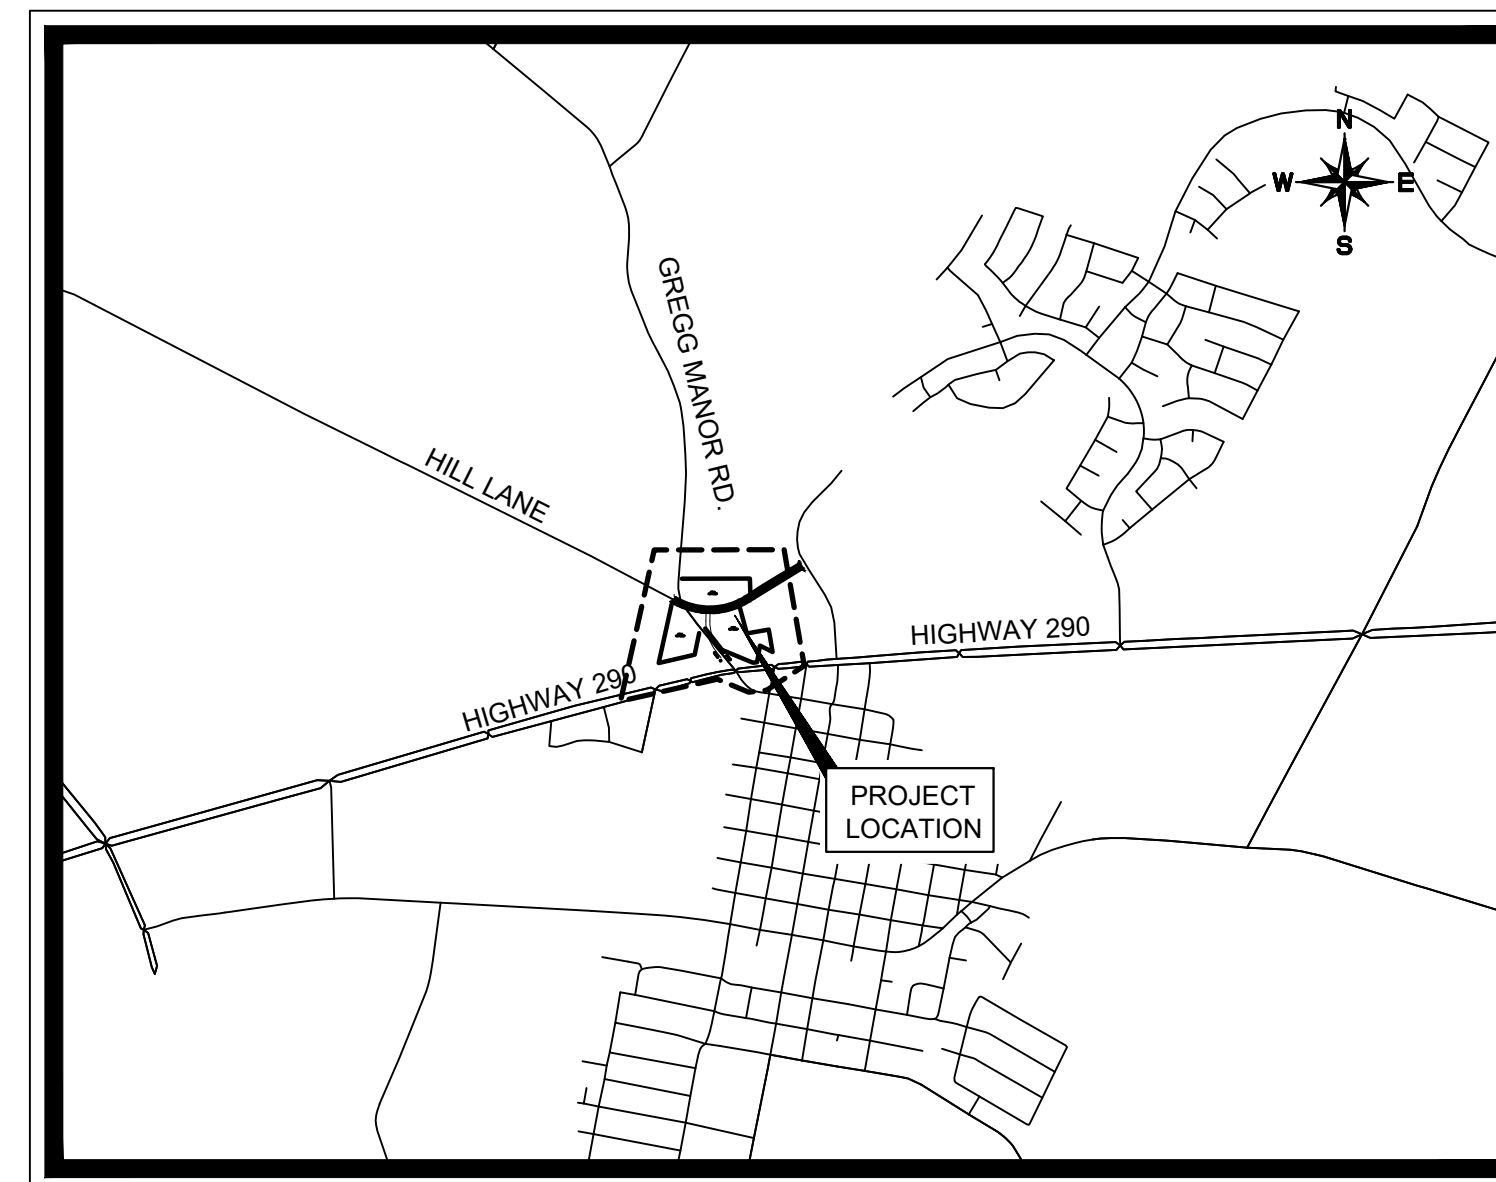 N
W
E
S
GREGG MANOR RD.
HILL LANE
HIGHWAY 290
HIGHWAY 290
PROJECT
LOCATION